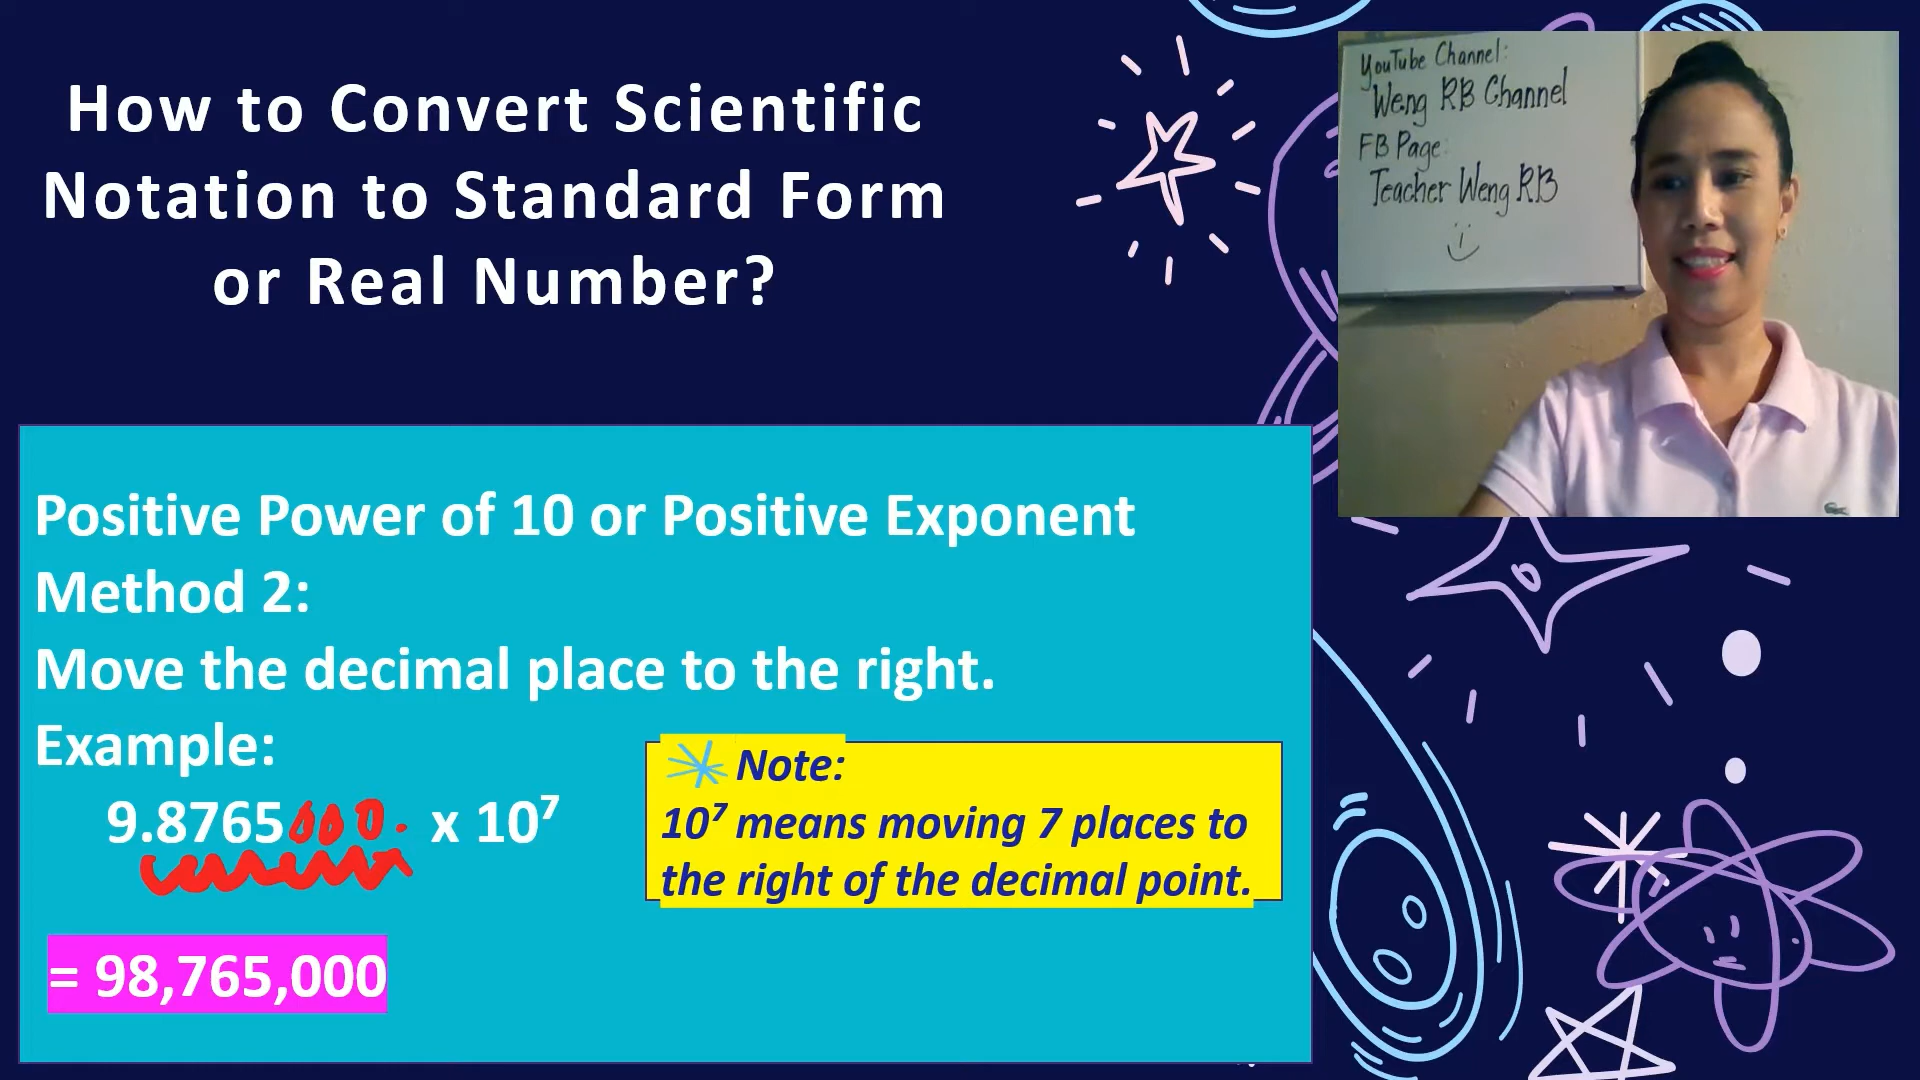 How to Convert Scientific
Notation to Standard Form
or Real Number?
YouTube Channel:
Weng RB Channel
FB Page:
Teacher Weng RB
Positive Power of 10 or Positive Exponent
Method 2:
Move the decimal place to the right.
Example:
9.8765000. x 10⁷
= 98,765,000
Note:
10⁷ means moving 7 places to
the right of the decimal point.